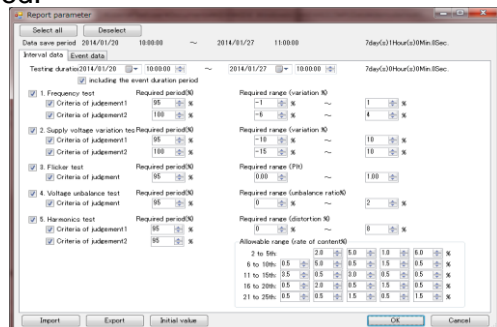 Report parameter
Select all Deselect
Data save period 2014/01/20 10:00:00 ~ 2014/01/27 11:00:00 7day(s)1Hour(s)0Min.0Sec.
Interval data Event data
Testing duratio 2014/01/20 10:00:00 ~ 2014/01/27 10:00:00 7day(s)0Hour(s)0Min.0Sec.
including the event duration period
1. Frequency test Required period(%) Required range (variation %)
Criteria of judgement1 95 % -1 % ~ 1 %
Criteria of judgement2 100 % -6 % ~ 4 %
2. Supply voltage variation tes Required period(%) Required range (variation %)
Criteria of judgement1 95 % -10 % ~ 10 %
Criteria of judgement2 100 % -15 % ~ 10 %
3. Flicker test Required period(%) Required range (Plt)
Criteria of judgment 95 % 0.00 ~ 1.00
4. Voltage unbalance test Required period(%) Required range (unbalance ratio%)
Criteria of judgment 95 % 0 % ~ 2 %
5. Harmonics test Required period(%) Required range (distortion %)
Criteria of judgement1 95 % 0 % ~ 8 %
Criteria of judgement2 95 % Allowable range (rate of content%)
2 to 5th: 2.0 5.0 1.0 6.0 %
6 to 10th: 0.5 5.0 0.5 1.5 0.5 %
11 to 15th: 3.5 0.5 3.0 0.5 0.5 %
16 to 20th: 0.5 2.0 0.5 1.5 0.5 %
21 to 25th: 0.5 0.5 1.5 0.5 1.5 %
Import Export Initial value OK Cancel